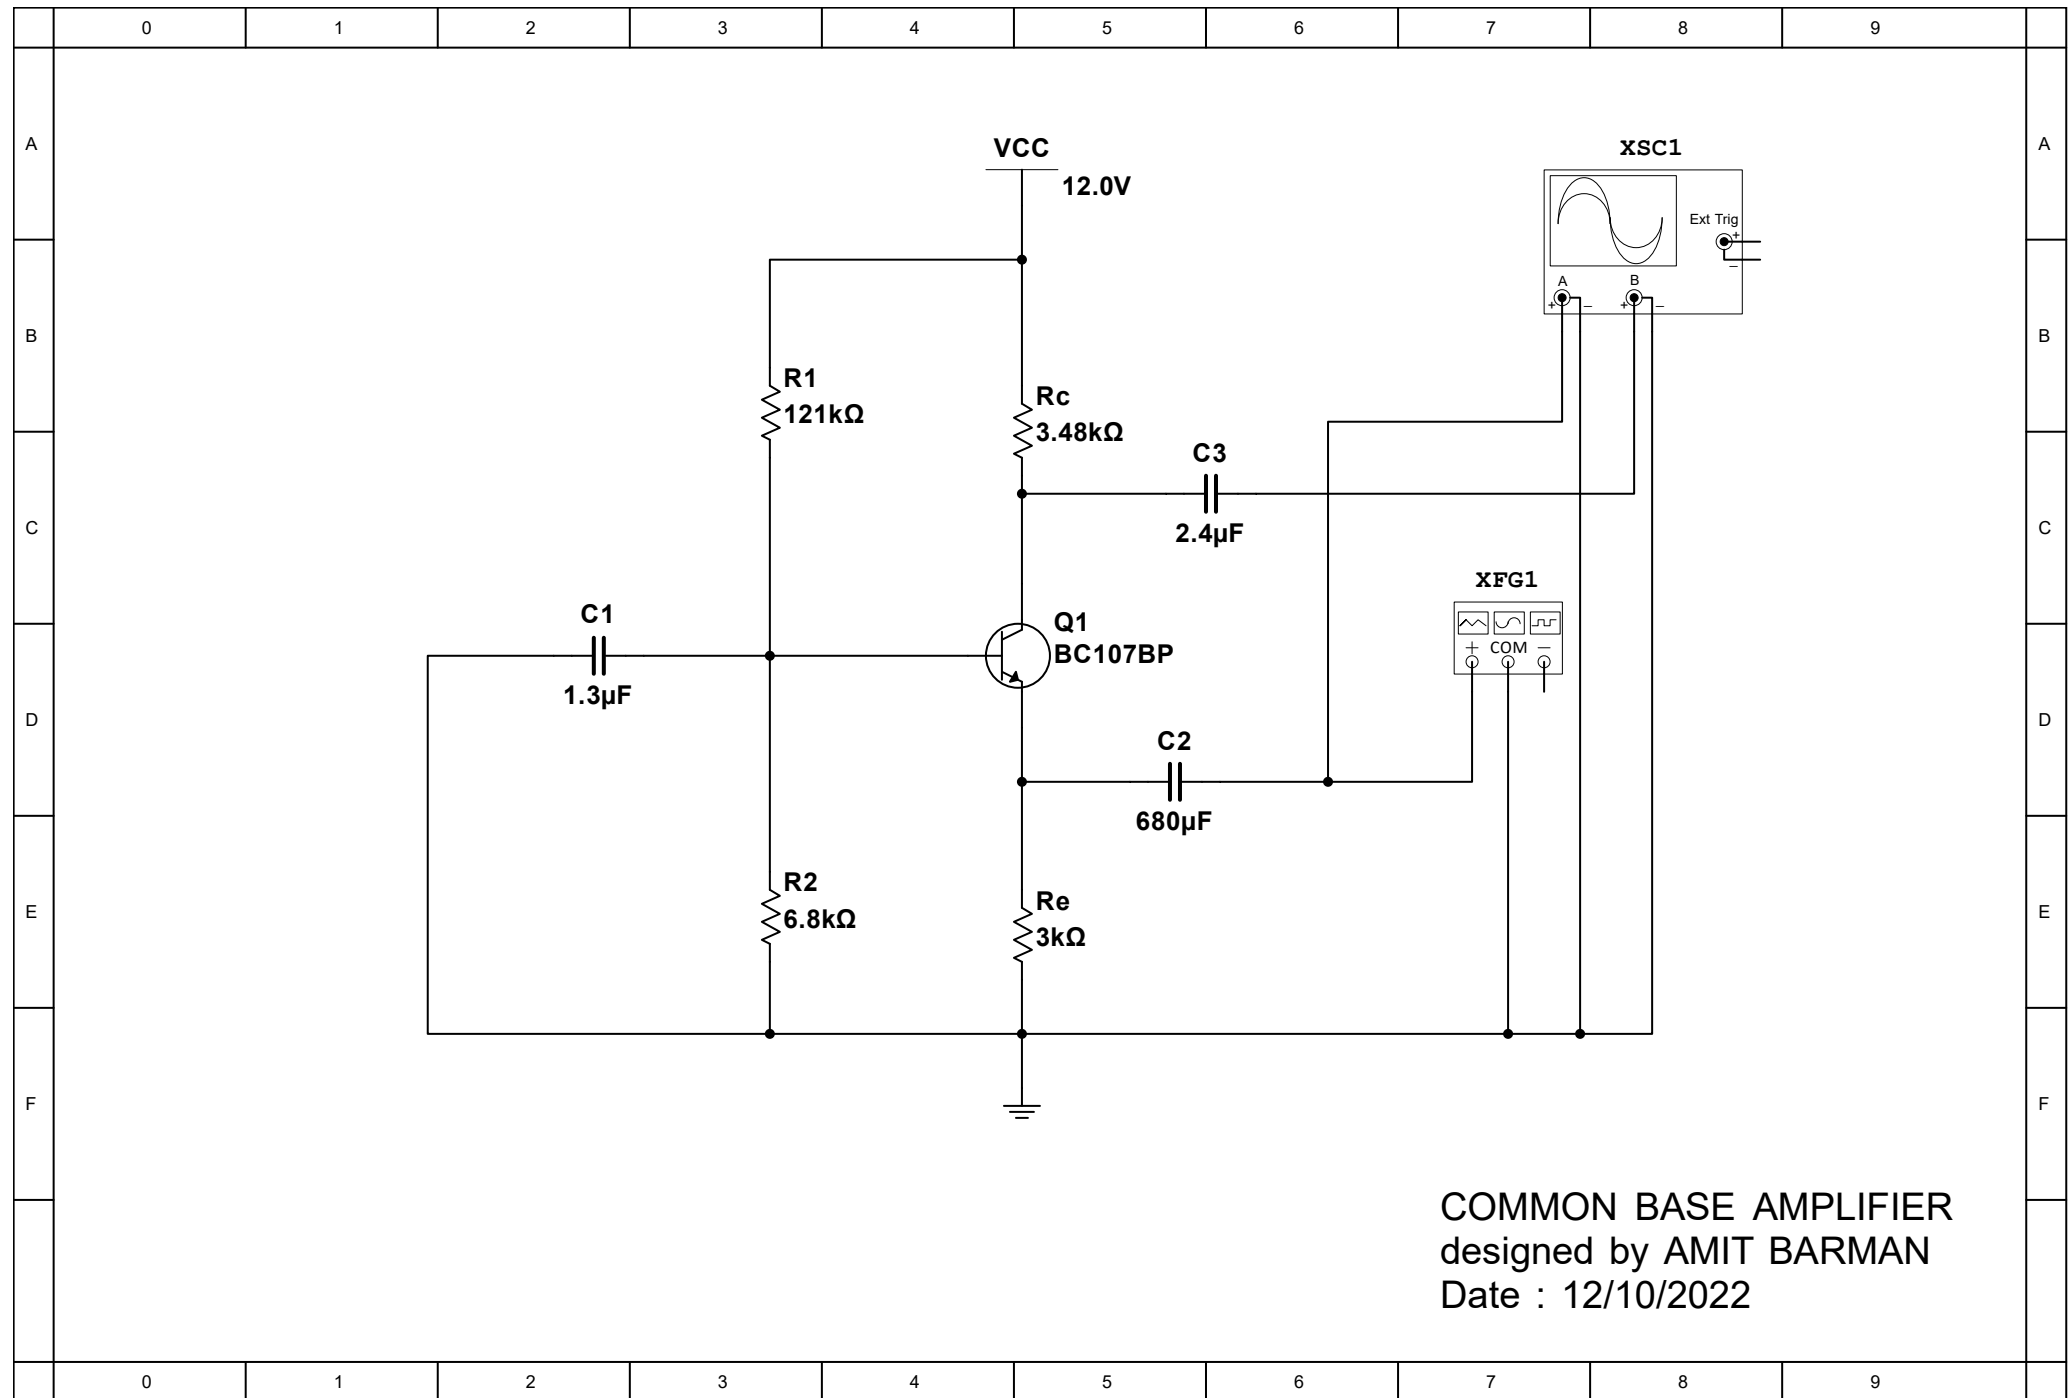 0 1 2 3 4 5 6 7 8 9
A A
VCC
12.0V
XSC1
Ext Trig
+
−
A B
+ − + −
B B
R1
121kΩ
Rc
3.48kΩ
C3
2.4µF
C C
XFG1
+ COM −
C1
1.3µF
Q1
BC107BP
D D
C2
680µF
R2
6.8kΩ
Re
3kΩ
E E
F F
COMMON BASE AMPLIFIER
designed by AMIT BARMAN
Date : 12/10/2022
0 1 2 3 4 5 6 7 8 9